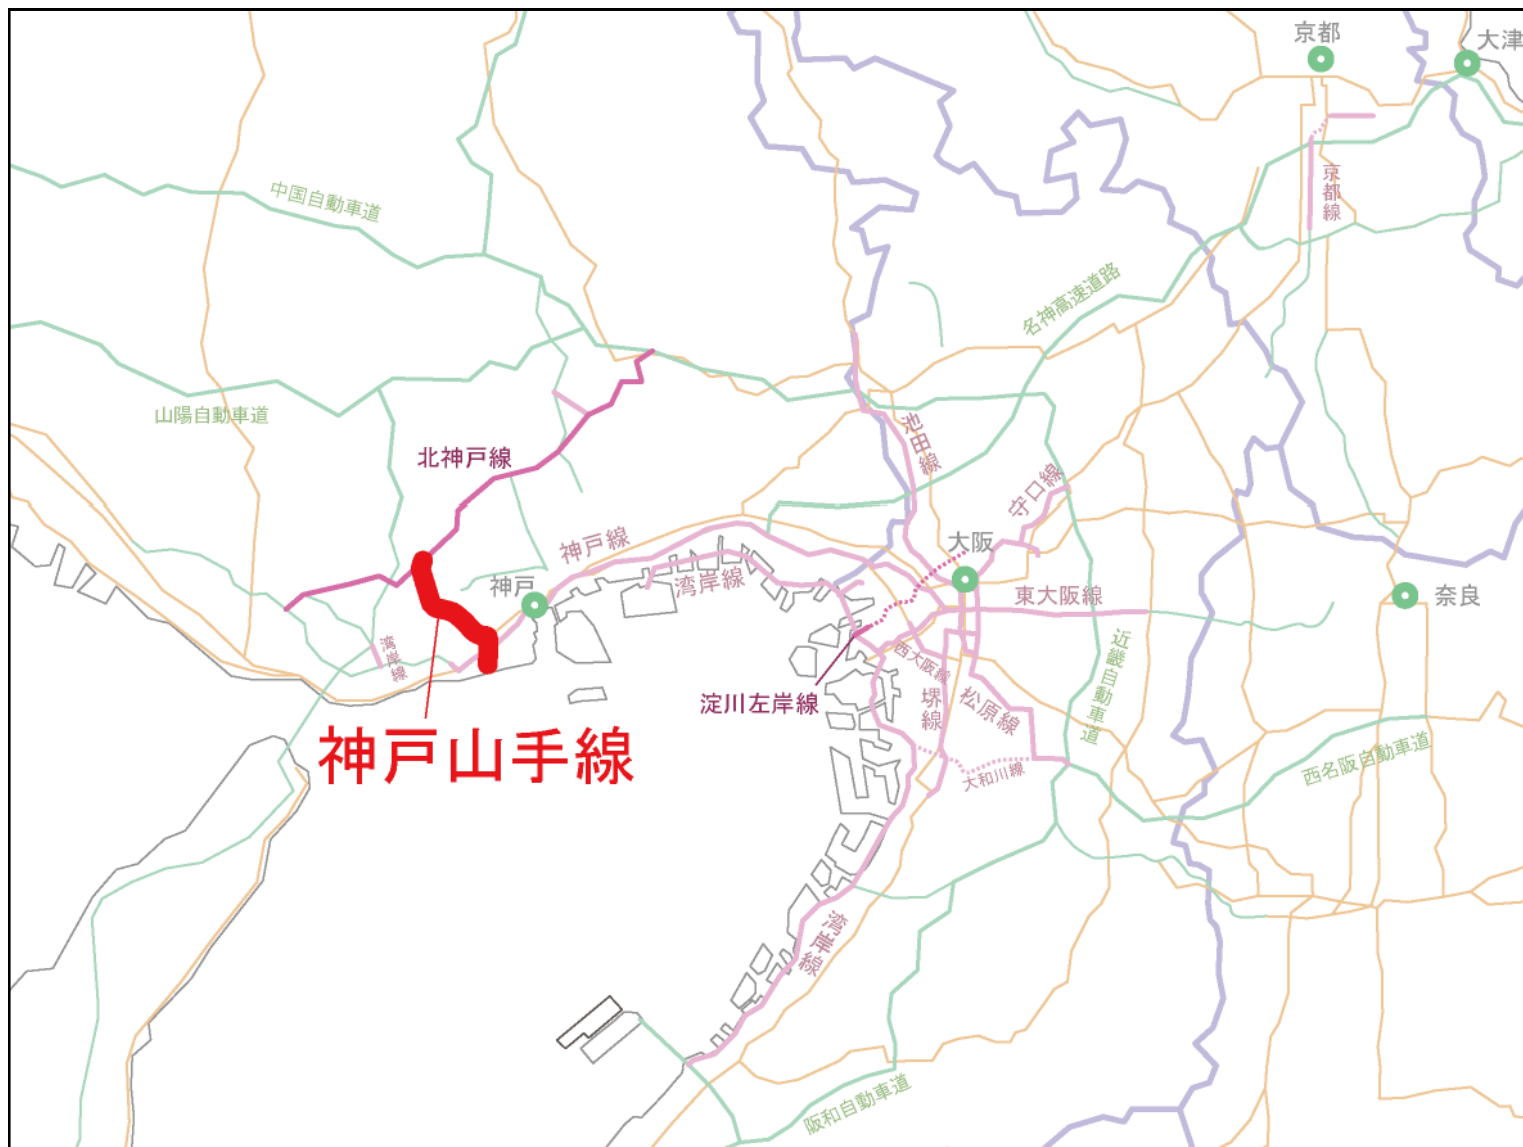 京都
大津
中国自動車道
京都線
名神高速道路
山陽自動車道
池田線
北神戸線
守口線
神戸線
大阪
湾岸線
神戸
東大阪線
奈良
湾岸線
西大阪線
近畿自動車道
淀川左岸線
堺線
松原線
神戸山手線
西名阪自動車道
大和川線
湾岸線
阪和自動車道